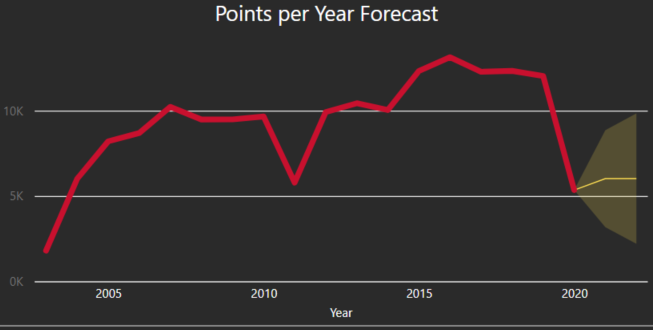 Points per Year Forecast
10K
5K
0K
2005 2010 2015 2020
Year